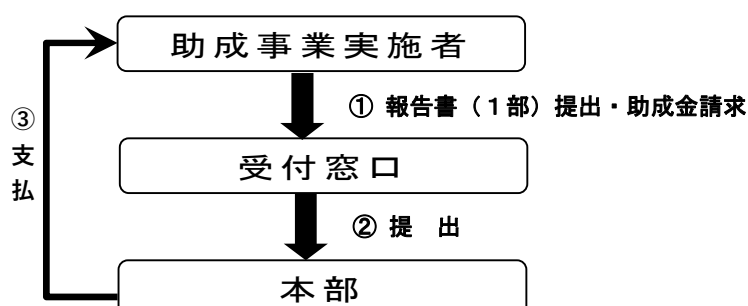 助成事業実施者
① 報告書（１部）提出・助成金請求
③支払
受付窓口
② 提　出
本部